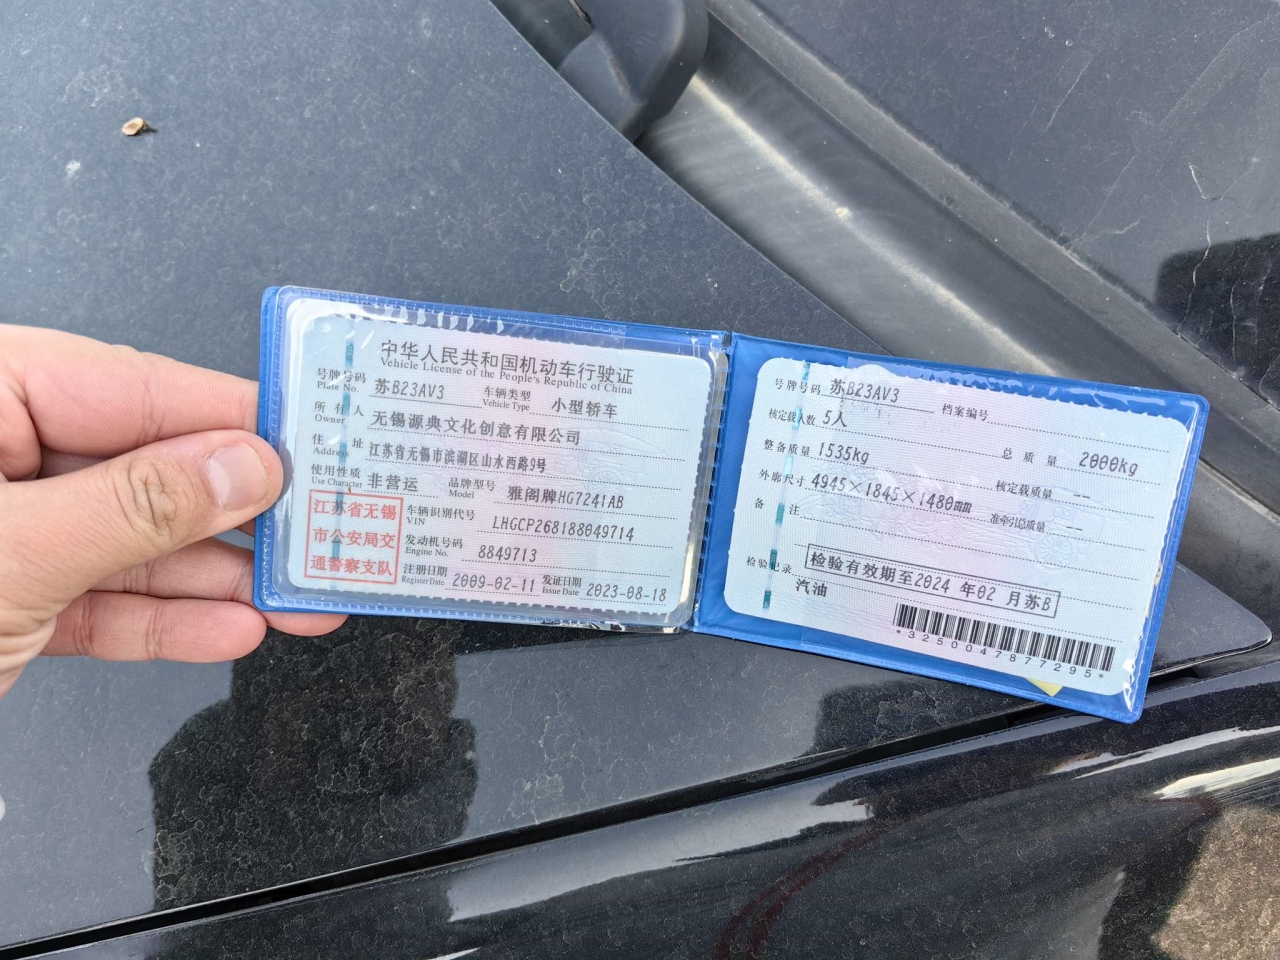 中华人民共和国机动车行驶证
Vehicle License of the People's Republic of China
号牌号码 Plate No. 苏B23AV3 车辆类型 Vehicle Type 小型轿车
所有人 Owner 无锡源典文化创意有限公司
住址 Address 江苏省无锡市滨湖区山水西路9号
使用性质 Use Character 非营运 品牌型号 Model 雅阁牌HG7241AB
江苏省无锡
市公安局交
通警察支队
车辆识别代号 VIN LHGCP268188049714
发动机号码 Engine No. 8849713
注册日期 Register Date 2009-02-11 发证日期 Issue Date 2023-08-18
号牌号码 苏B23AV3 档案编号
核定载人数 5人 总质量 2000kg
整备质量 1535kg 核定载质量 --
外廓尺寸 4945×1845×1480mm 准牵引总质量 --
备注
检验记录 检验有效期至2024 年02 月苏B
汽油
*3250047877295*